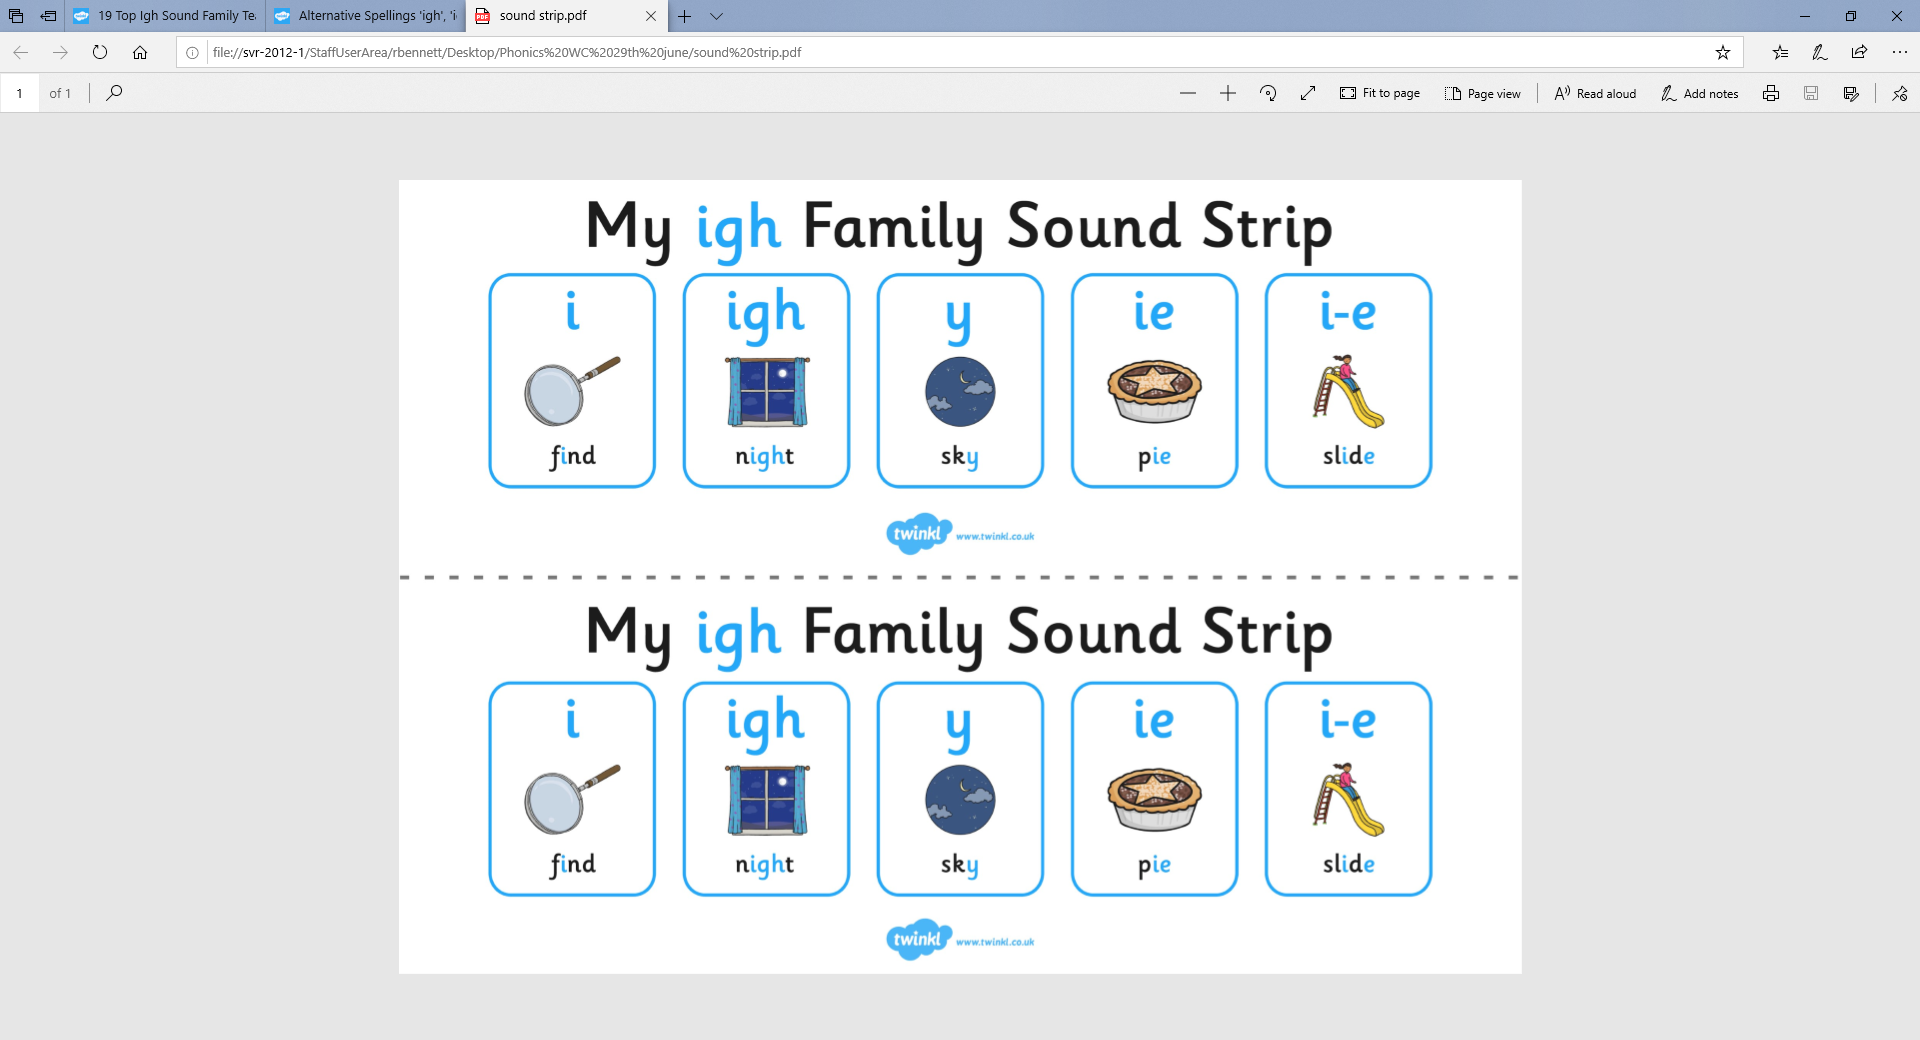 19 Top Igh Sound Family Te
Alternative Spellings 'igh', 'i
sound strip.pdf
file://svr-2012-1/StaffUserArea/rbennett/Desktop/Phonics%20WC%2029th%20june/sound%20strip.pdf
1 of 1
Fit to page
Page view
Read aloud
Add notes
My igh Family Sound Strip
i igh y ie i-e
find night sky pie slide
twinkl www.twinkl.co.uk
My igh Family Sound Strip
i igh y ie i-e
find night sky pie slide
twinkl www.twinkl.co.uk